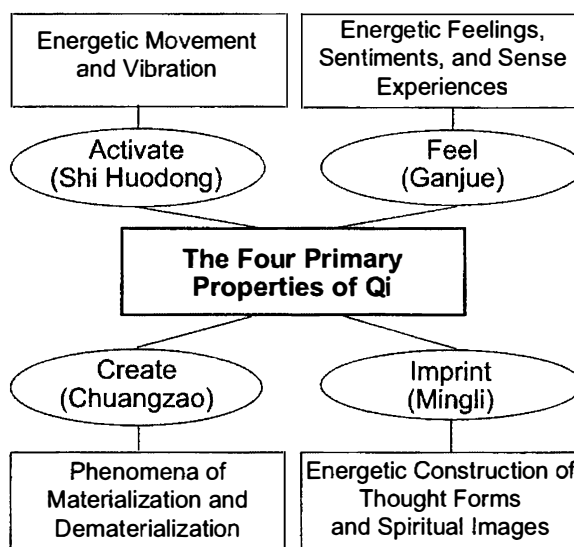 Energetic Movement
and Vibration
Energetic Feelings,
Sentiments, and Sense
Experiences
Activate
(Shi Huodong)
Feel
(Ganjue)
The Four Primary
Properties of Qi
Create
(Chuangzao)
Imprint
(Mingli)
Phenomena of
Materialization and
Dematerialization
Energetic Construction of
Thought Forms
and Spiritual Images